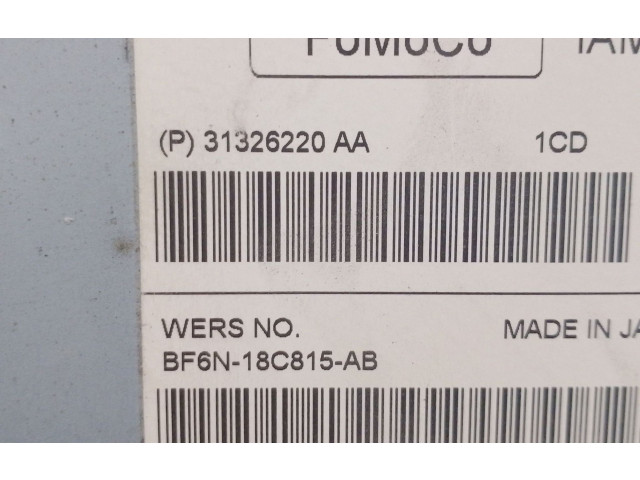 (P) 31326220 AA 1CD
WERS NO. MADE IN JA
BF6N-18C815-AB